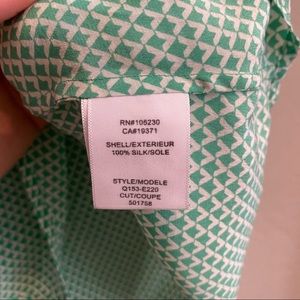 RN#105230
CA#19371
SHELL/EXTERIEUR
100% SILK/SOIE
STYLE/MODELE
Q153-E220
CUT/COUPE
501758